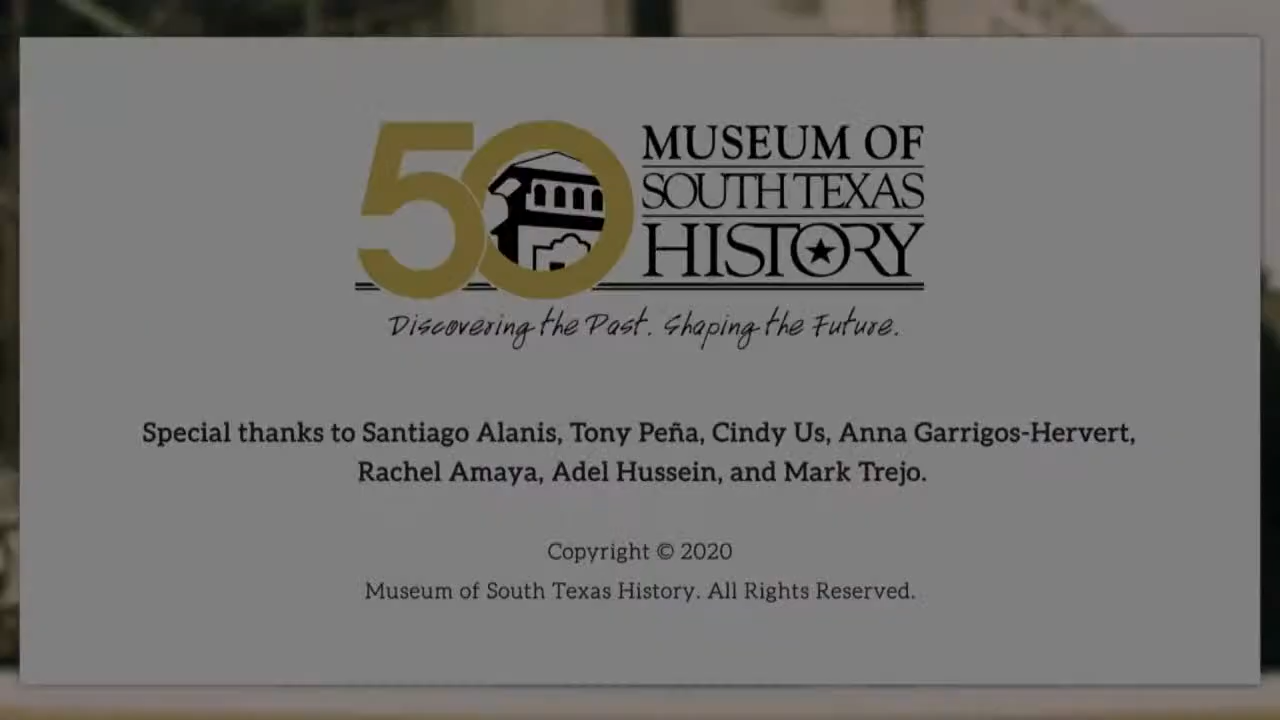 50
MUSEUM OF
SOUTH TEXAS
HISTORY
Discovering the Past. Shaping the Future.
Special thanks to Santiago Alanis, Tony Peña, Cindy Us, Anna Garrigos-Hervert,
Rachel Amaya, Adel Hussein, and Mark Trejo.
Copyright © 2020
Museum of South Texas History. All Rights Reserved.